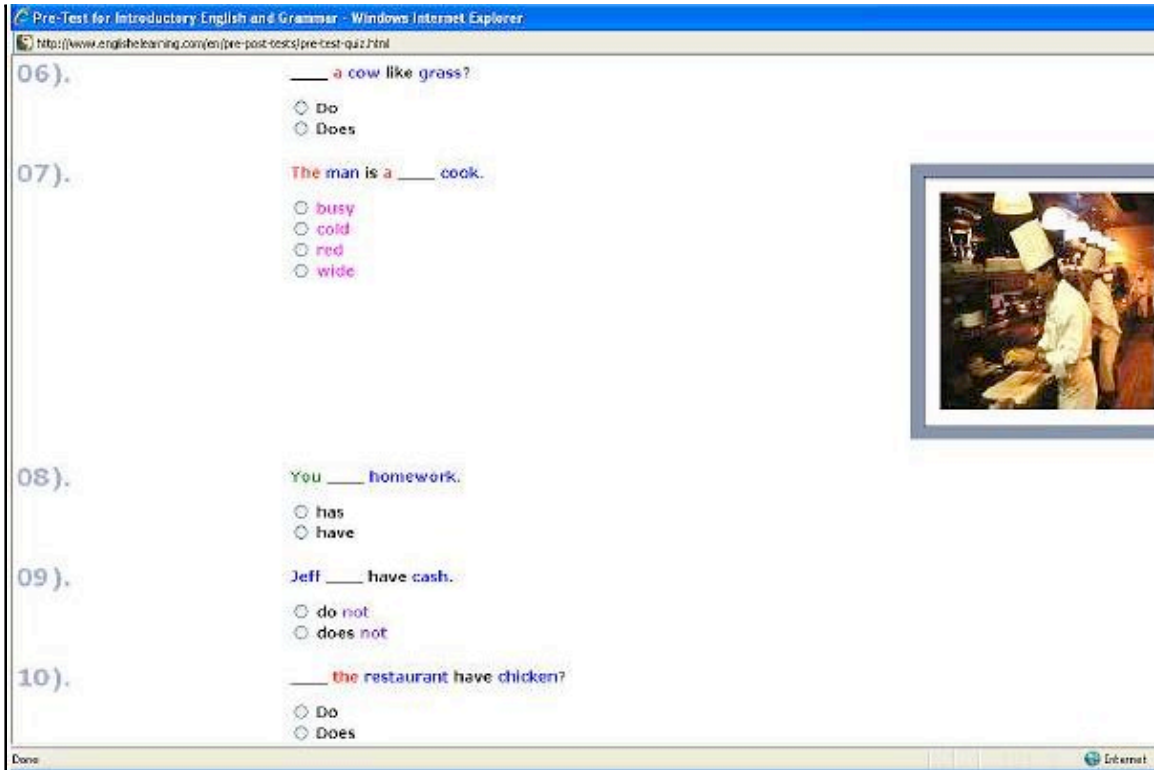 Pre-Test for Introductory English and Grammar - Windows Internet Explorer
http://www.englishelearning.com/en/pre-post-tests/pre-test-quiz.html
06). ____ a cow like grass?
Do
Does
07). The man is a ____ cook.
busy
cold
red
wide
08). You ____ homework.
has
have
09). Jeff ____ have cash.
do not
does not
10). ____ the restaurant have chicken?
Do
Does
Done Internet